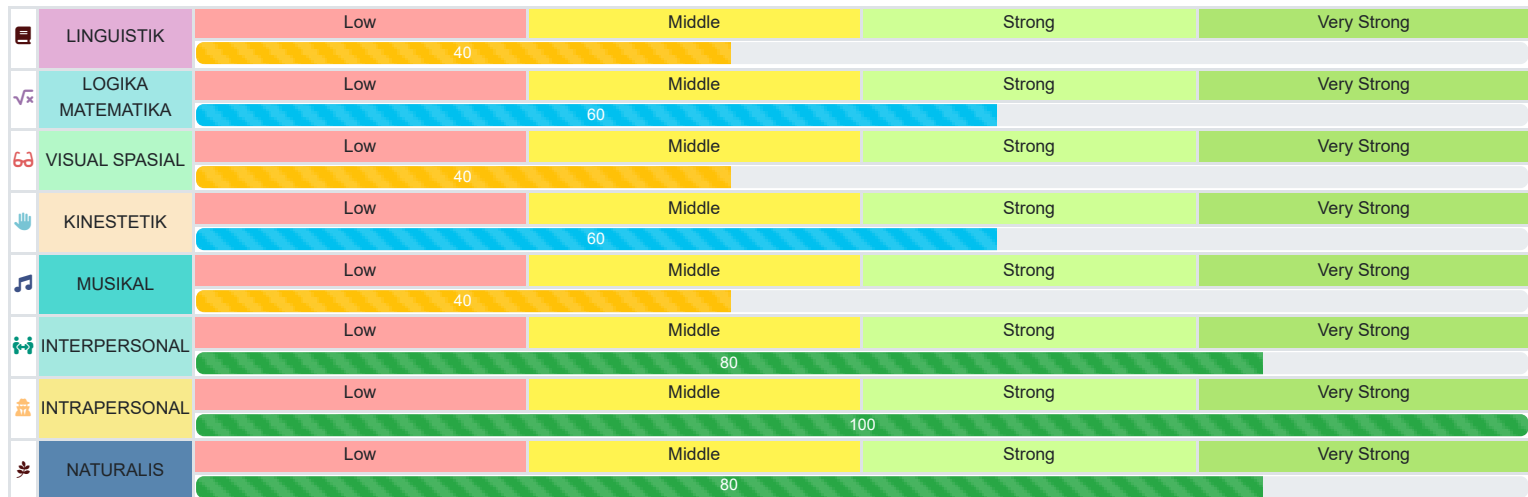 Low Middle Strong Very Strong
LINGUISTIK
40
Low Middle Strong Very Strong
LOGIKA
MATEMATIKA
60
Low Middle Strong Very Strong
VISUAL SPASIAL
40
Low Middle Strong Very Strong
KINESTETIK
60
Low Middle Strong Very Strong
MUSIKAL
40
Low Middle Strong Very Strong
INTERPERSONAL
80
Low Middle Strong Very Strong
INTRAPERSONAL
100
Low Middle Strong Very Strong
NATURALIS
80